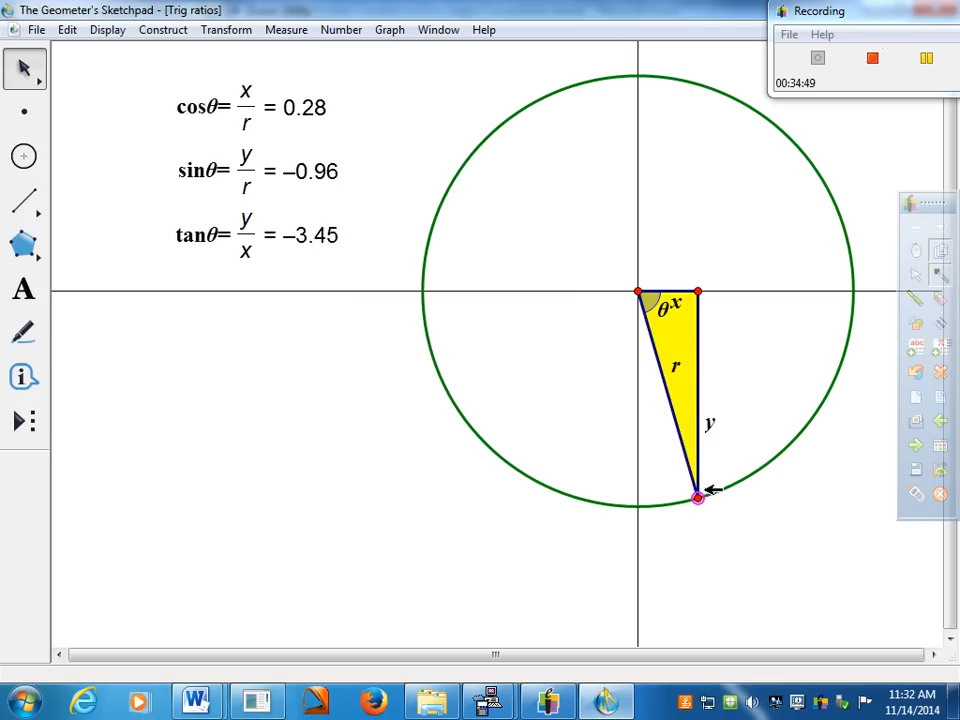 The Geometer's Sketchpad - [Trig ratios]
File Edit Display Construct Transform Measure Number Graph Window Help
Recording
File Help
00:34:49
cosθ= x/r = 0.28
sinθ= y/r = –0.96
tanθ= y/x = –3.45
θ x
r
y
A
11:32 AM
11/14/2014